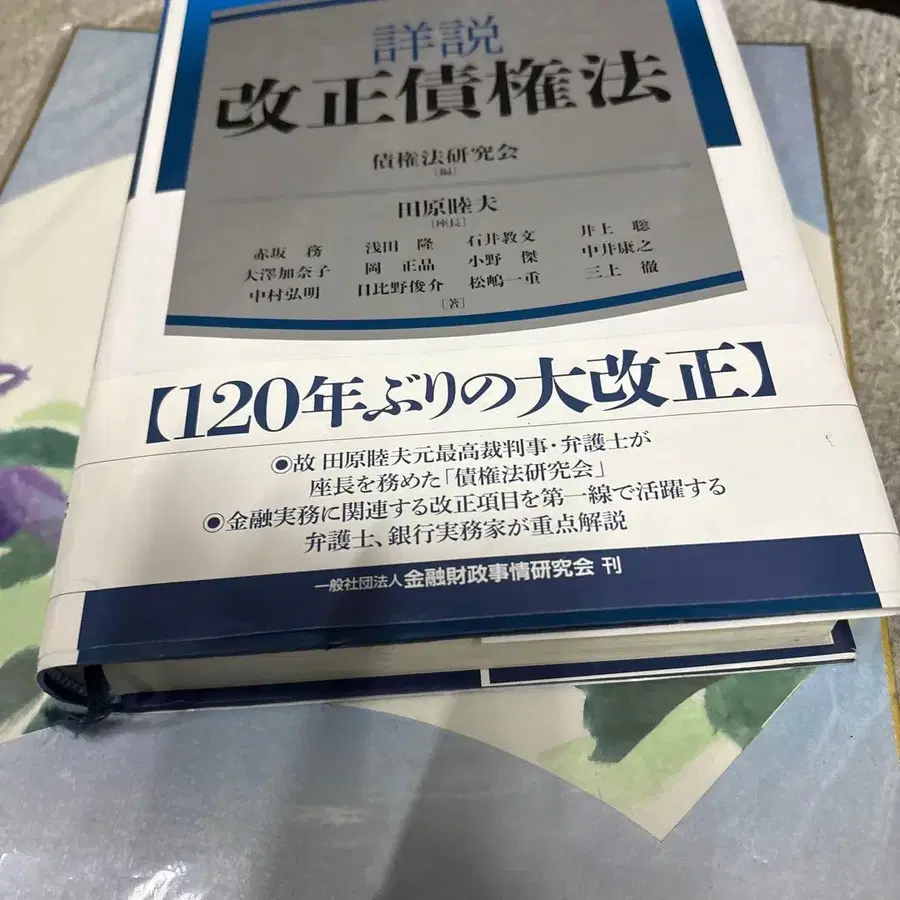 詳説
改正債権法
債権法研究会
[編]
田原睦夫
[座長]
赤坂 務 浅田 隆 石井教文 井上 聡
大澤加奈子 岡 正晶 小野 傑 中井康之
中村弘明 日比野俊介 松嶋一重 三上 徹
[著]
【120年ぶりの大改正】
●故 田原睦夫元最高裁判事・弁護士が
座長を務めた「債権法研究会」
●金融実務に関連する改正項目を第一線で活躍する
弁護士、銀行実務家が重点解説
一般社団法人 金融財政事情研究会 刊